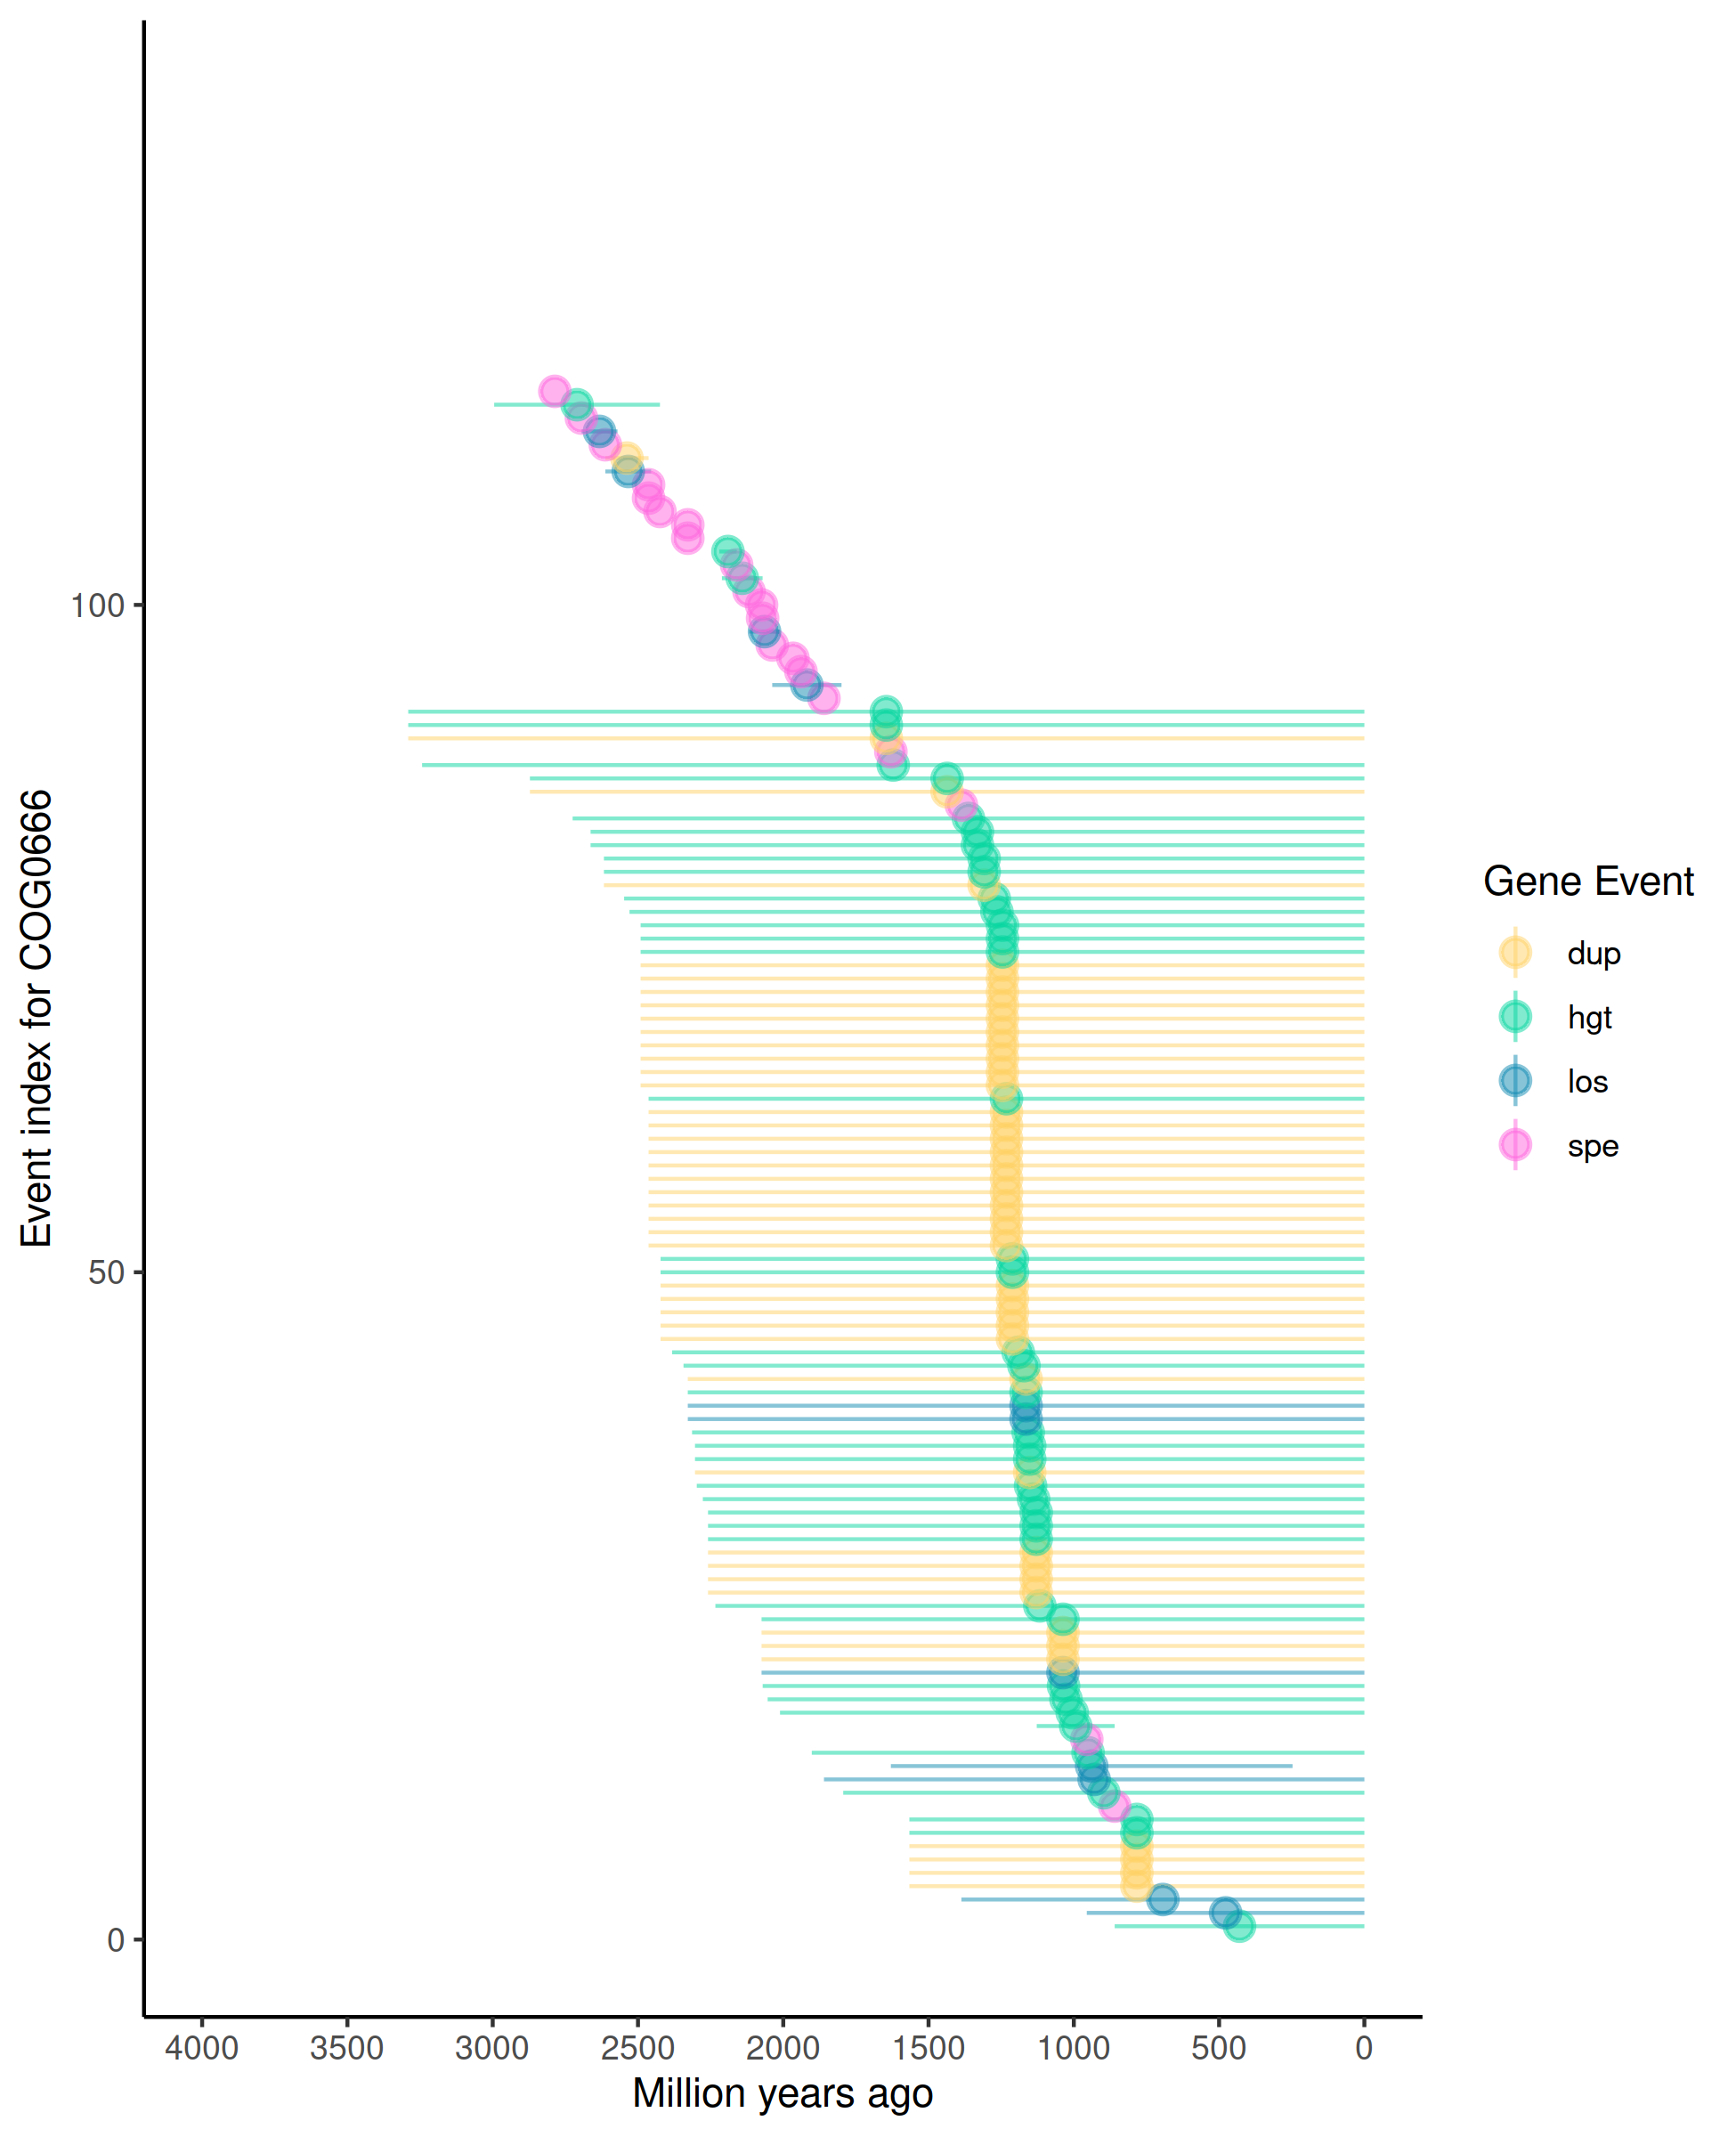 Event index for COG0666
100
50
0
4000 3500 3000 2500 2000 1500 1000 500 0
Million years ago
Gene Event
dup
hgt
los
spe